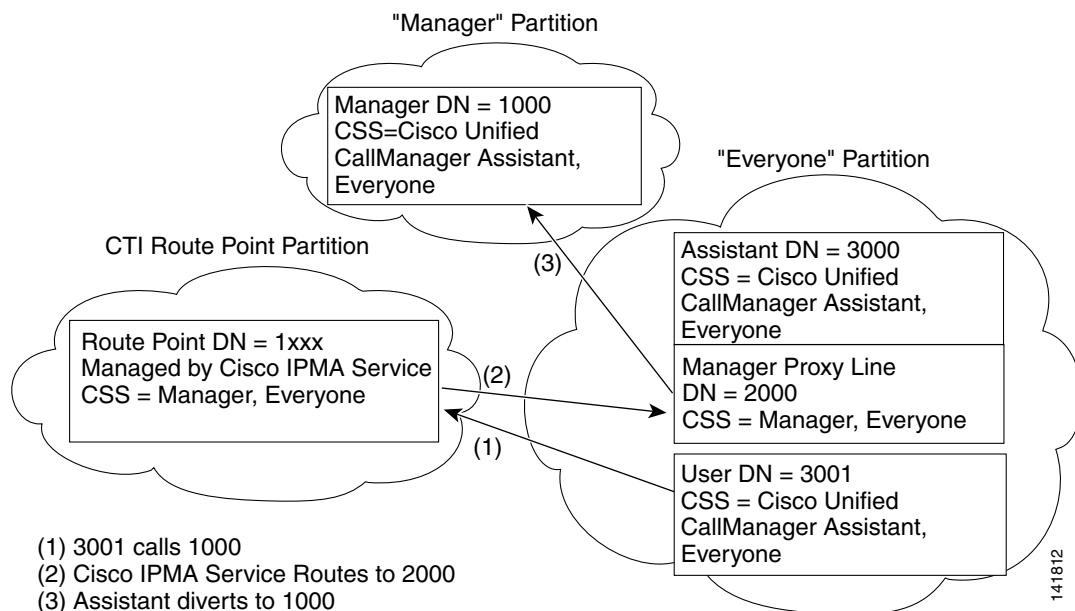 "Manager" Partition
Manager DN = 1000
CSS=Cisco Unified
CallManager Assistant,
Everyone
"Everyone" Partition
CTI Route Point Partition
(3)
Assistant DN = 3000
CSS = Cisco Unified
CallManager Assistant,
Everyone
Route Point DN = 1xxx
Managed by Cisco IPMA Service
CSS = Manager, Everyone
(2)
Manager Proxy Line
DN = 2000
CSS = Manager, Everyone
(1)
User DN = 3001
CSS = Cisco Unified
CallManager Assistant,
Everyone
(1) 3001 calls 1000
(2) Cisco IPMA Service Routes to 2000
(3) Assistant diverts to 1000
141812